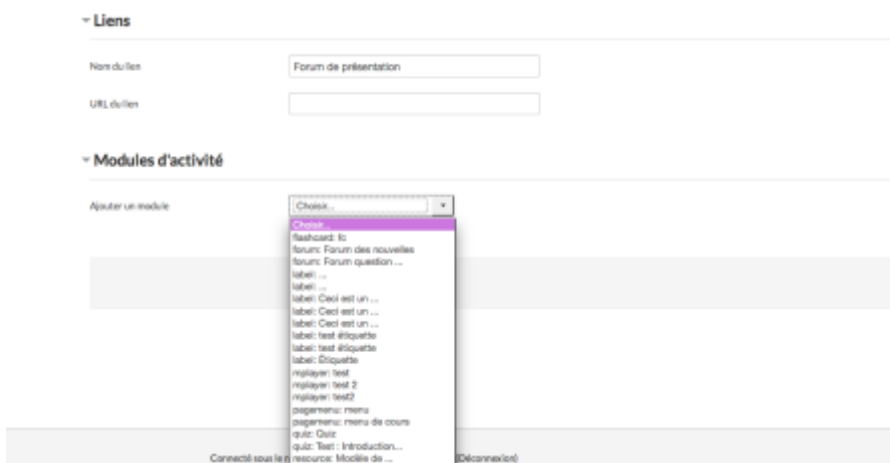 Liens
Nom du lien
Forum de présentation
URL du lien
Modules d'activité
Ajouter un module
Choisir...
Choisir...
flashcard: fc
forum: Forum des nouvelles
forum: Forum question ...
label: ...
label: ...
label: Ceci est un ...
label: Ceci est un ...
label: Ceci est un ...
label: test étiquette
label: test étiquette
label: Étiquette
mplayer: test
mplayer: test 2
mplayer: test2
pagemenu: menu
pagemenu: menu de cours
quiz: Quiz
quiz: Test : Introduction...
Connecté sous le n
resource: Modèle de ...
(Déconnexion)